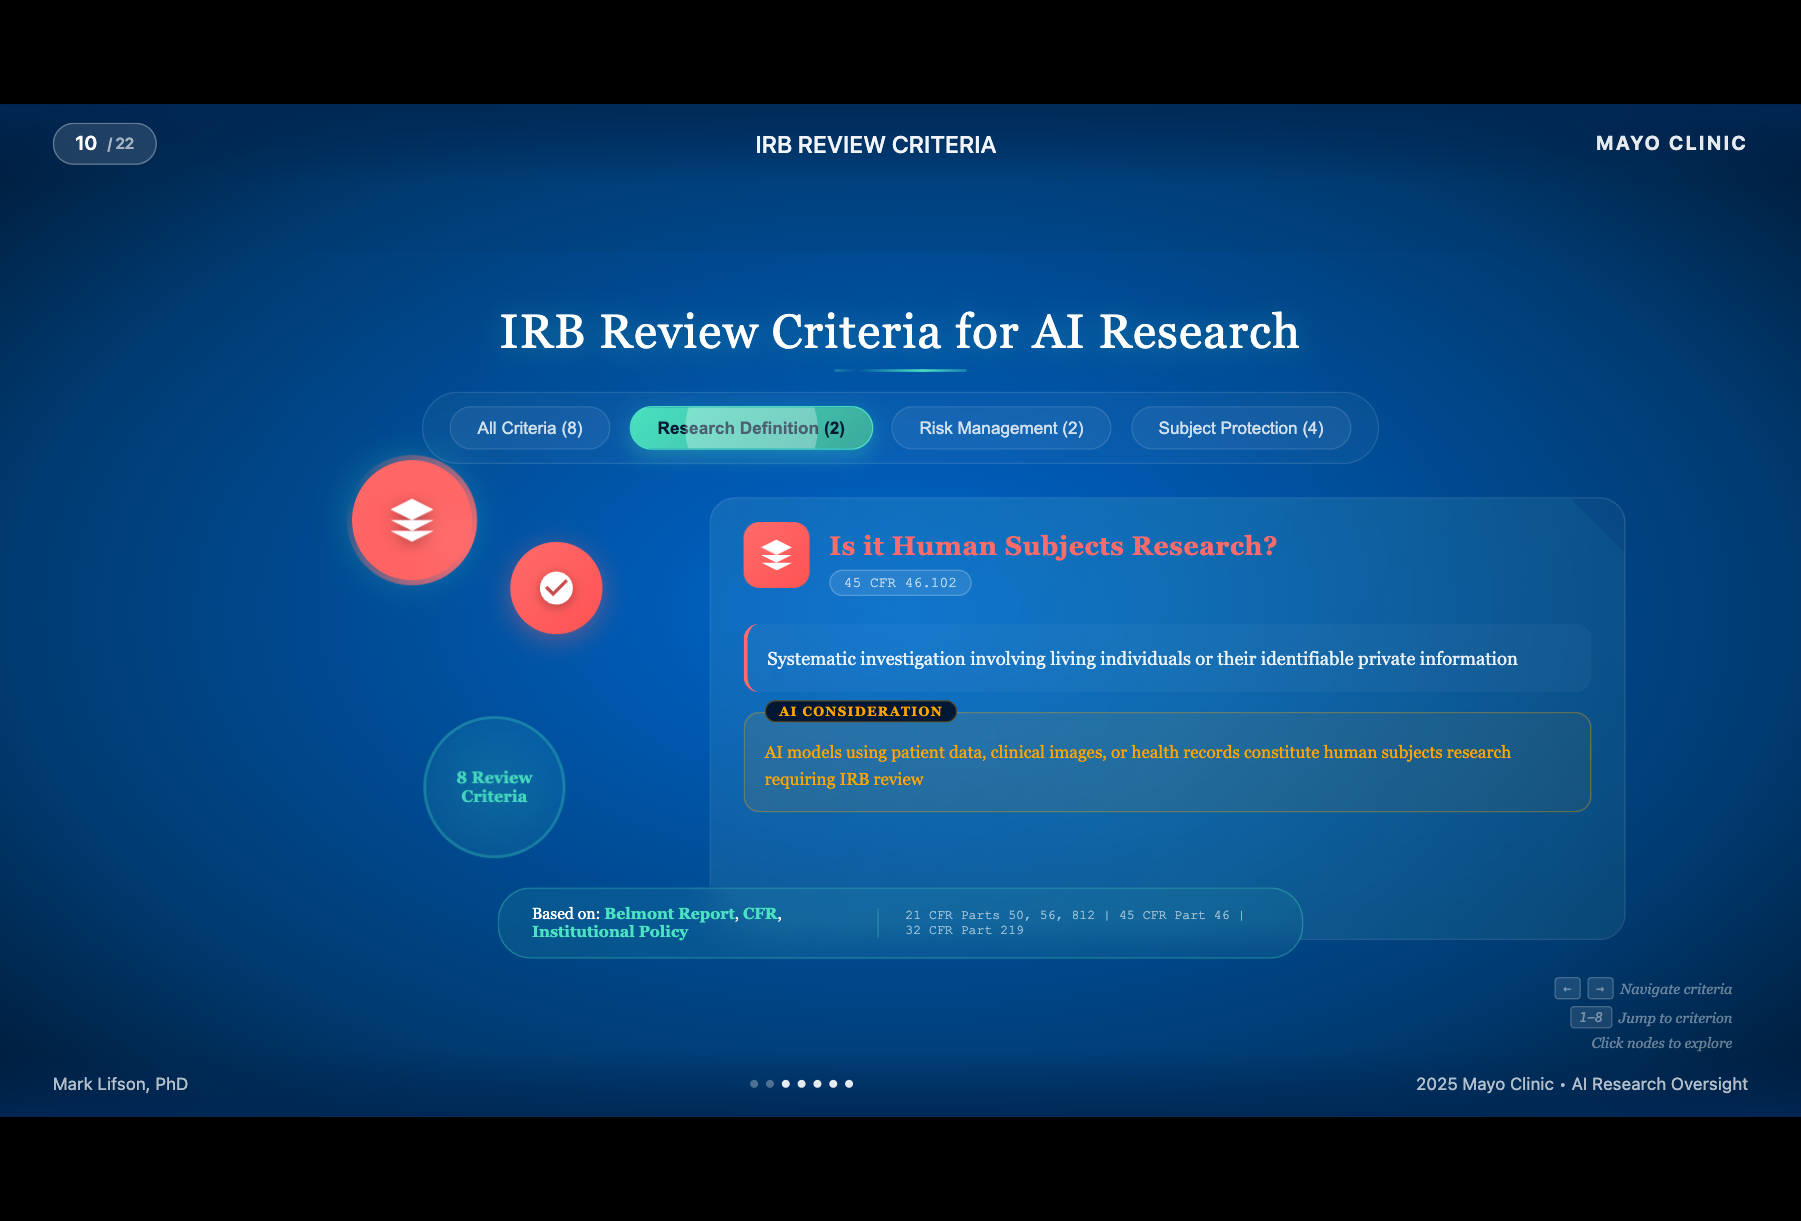 10 / 22
IRB REVIEW CRITERIA
MAYO CLINIC
IRB Review Criteria for AI Research
All Criteria (8)
Research Definition (2)
Risk Management (2)
Subject Protection (4)
Is it Human Subjects Research?
45 CFR 46.102
Systematic investigation involving living individuals or their identifiable private information
AI CONSIDERATION
AI models using patient data, clinical images, or health records constitute human subjects research
requiring IRB review
8 Review
Criteria
Based on: Belmont Report, CFR,
Institutional Policy
21 CFR Parts 50, 56, 812 | 45 CFR Part 46 |
32 CFR Part 219
← → Navigate criteria
1–8 Jump to criterion
Click nodes to explore
Mark Lifson, PhD
2025 Mayo Clinic • AI Research Oversight